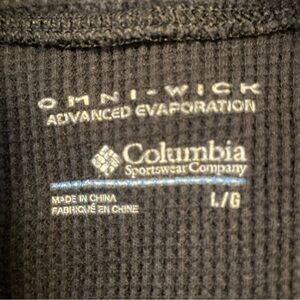 OMNI-WICK
ADVANCED EVAPORATION
Columbia
Sportswear Company
MADE IN CHINA
FABRIQUÉ EN CHINE
L/G